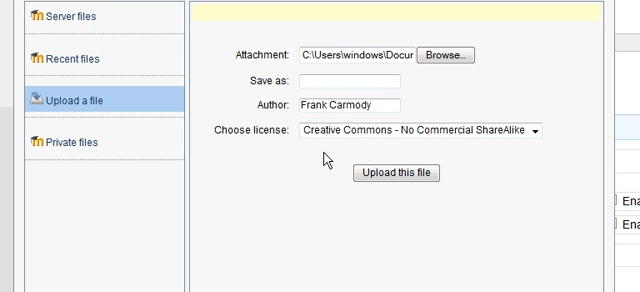 Server files
Recent files
Upload a file
Private files
Attachment: C:\Users\windows\Docur Browse...
Save as:
Author: Frank Carmody
Choose license: Creative Commons - No Commercial ShareAlike
Upload this file
Ena
Ena